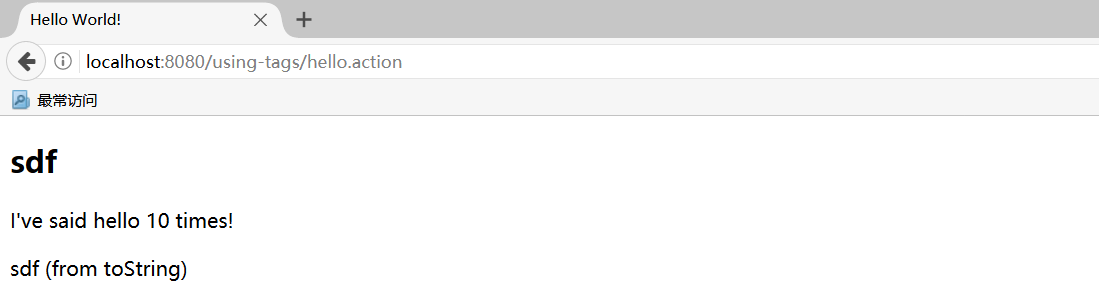 Hello World!
localhost:8080/using-tags/hello.action
最常访问
sdf
I've said hello 10 times!
sdf (from toString)